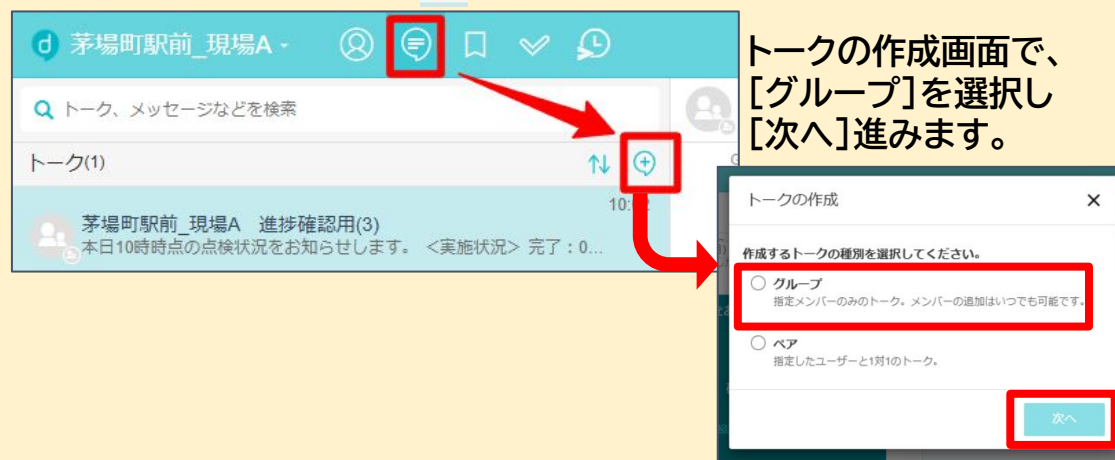 茅場町駅前_現場A
トークの作成画面で、
[グループ]を選択し
[次へ]進みます。
トーク、メッセージなどを検索
トーク(1)
茅場町駅前_現場A 進捗確認用(3)
本日10時時点の点検状況をお知らせします。 <実施状況> 完了：0...
トークの作成
作成するトークの種別を選択してください。
グループ
指定メンバーのみのトーク。メンバーの追加はいつでも可能です。
ペア
指定したユーザーと1対1のトーク。
次へ